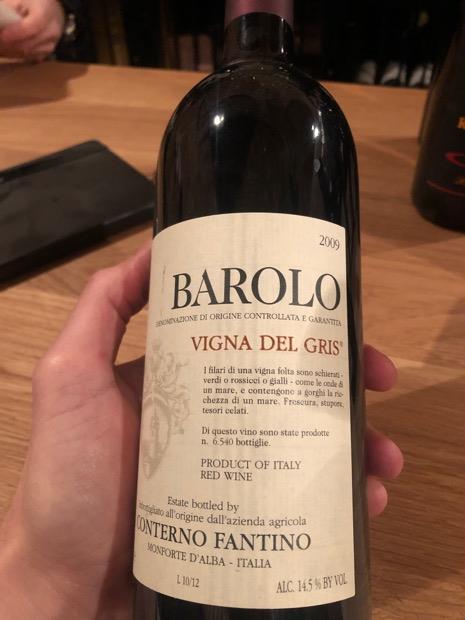 2009
BAROLO
DENOMINAZIONE DI ORIGINE CONTROLLATA E GARANTITA
VIGNA DEL GRIS®
I filari di una vigna folta sono schierati -
verdi o rossicci o gialli - come le onde di
un mare, e contengono a gorghi la ric-
chezza di un mare. Frescura, stupore,
tesori celati.
Di questo vino sono state prodotte
n. 6.540 bottiglie.
PRODUCT OF ITALY
RED WINE
Estate bottled by
all'origine dall'azienda agricola
CONTERNO FANTINO
MONFORTE D'ALBA - ITALIA
L 10/12
ALC. 14.5 % BY VOL